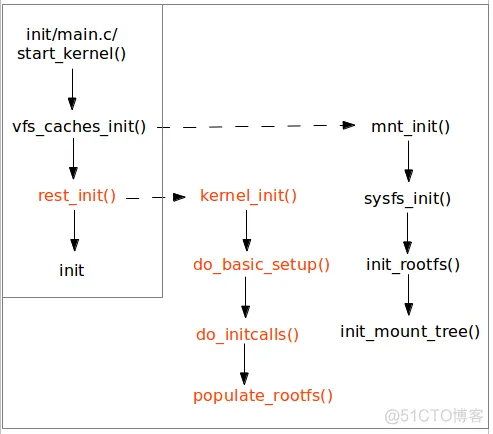 init/main.c/
start_kernel()
vfs_caches_init()
mnt_init()
rest_init()
kernel_init()
sysfs_init()
init
do_basic_setup()
init_rootfs()
do_initcalls()
init_mount_tree()
populate_rootfs()
@51CTO博客